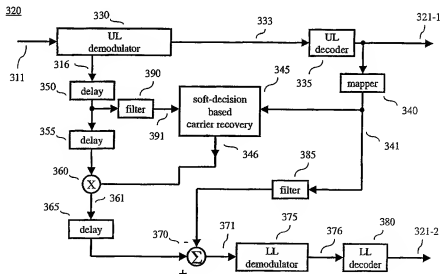 320
330
UL
demodulator
333
UL
decoder
321-1
311
316
335
mapper
340
350
delay
390
filter
391
345
soft-decision
based
carrier recovery
355
delay
346
341
360
X
361
385
filter
365
delay
370
-
Σ
+
371
375
LL
demodulator
376
380
LL
decoder
321-2